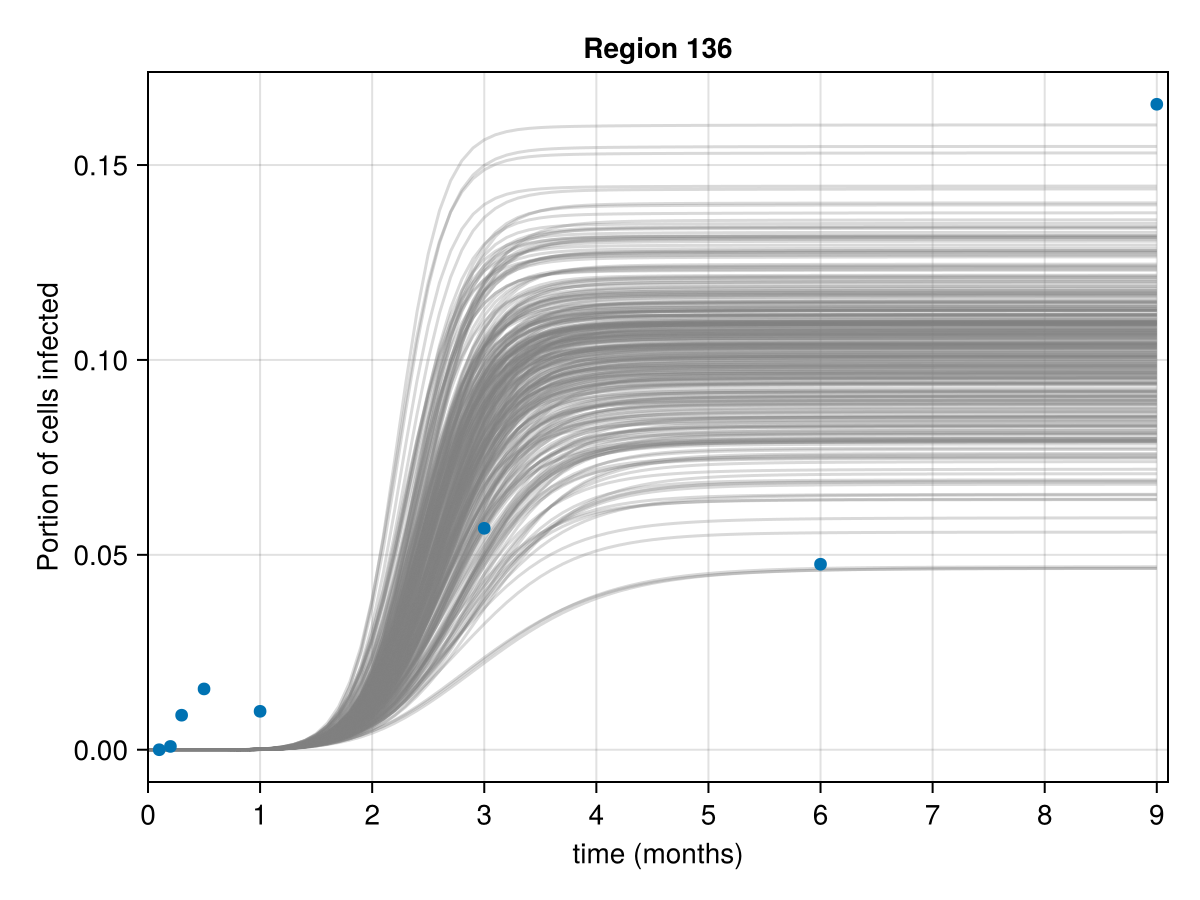 Region 136
Portion of cells infected
0.15
0.10
0.05
0.00
0 1 2 3 4 5 6 7 8 9
time (months)